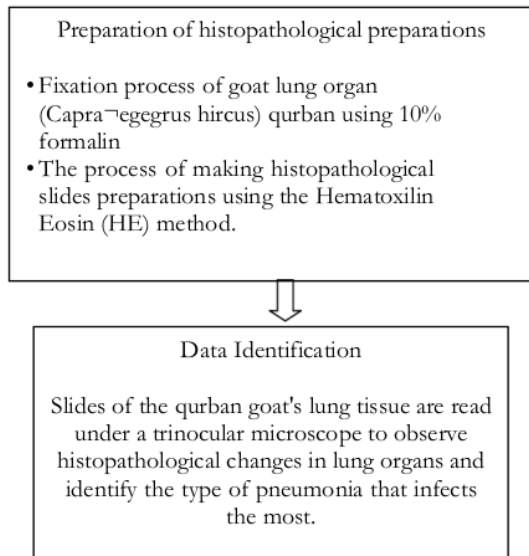 Preparation of histopathological preparations
• Fixation process of goat lung organ
(Capra¬egegrus hircus) qurban using 10%
formalin
• The process of making histopathological
slides preparations using the Hematoxilin
Eosin (HE) method.
Data Identification
Slides of the qurban goat's lung tissue are read
under a trinocular microscope to observe
histopathological changes in lung organs and
identify the type of pneumonia that infects
the most.